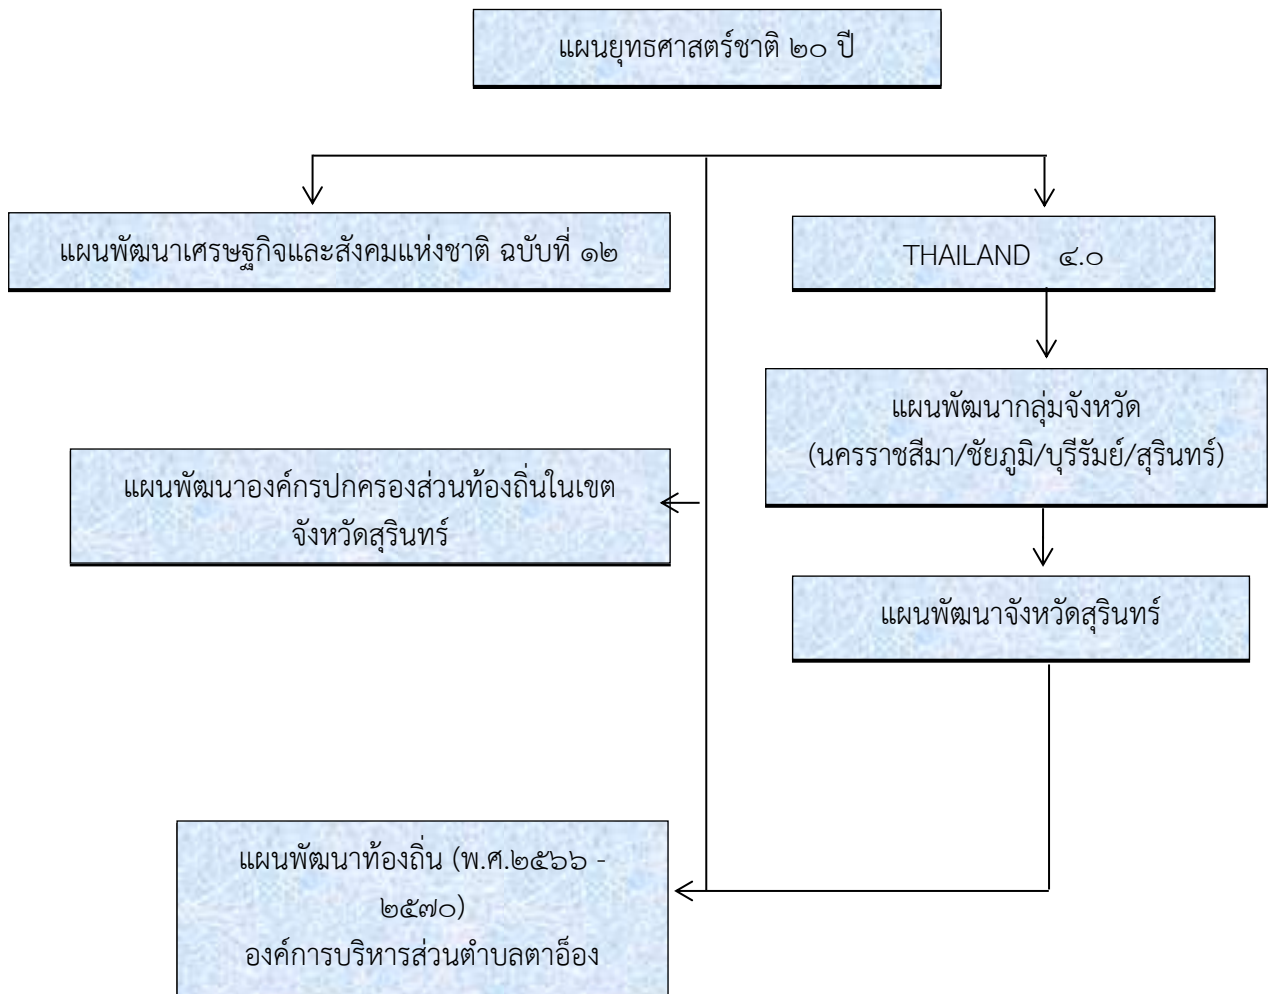 แผนยุทธศาสตร์ชาติ ๒๐ ปี
แผนพัฒนาเศรษฐกิจและสังคมแห่งชาติ ฉบับที่ ๑๒
THAILAND ๔.๐
แผนพัฒนากลุ่มจังหวัด
(นครราชสีมา/ชัยภูมิ/บุรีรัมย์/สุรินทร์)
แผนพัฒนาองค์กรปกครองส่วนท้องถิ่นในเขต
จังหวัดสุรินทร์
แผนพัฒนาจังหวัดสุรินทร์
แผนพัฒนาท้องถิ่น (พ.ศ.๒๕๖๖ -
๒๕๗๐)
องค์การบริหารส่วนตำบลตาอ็อง